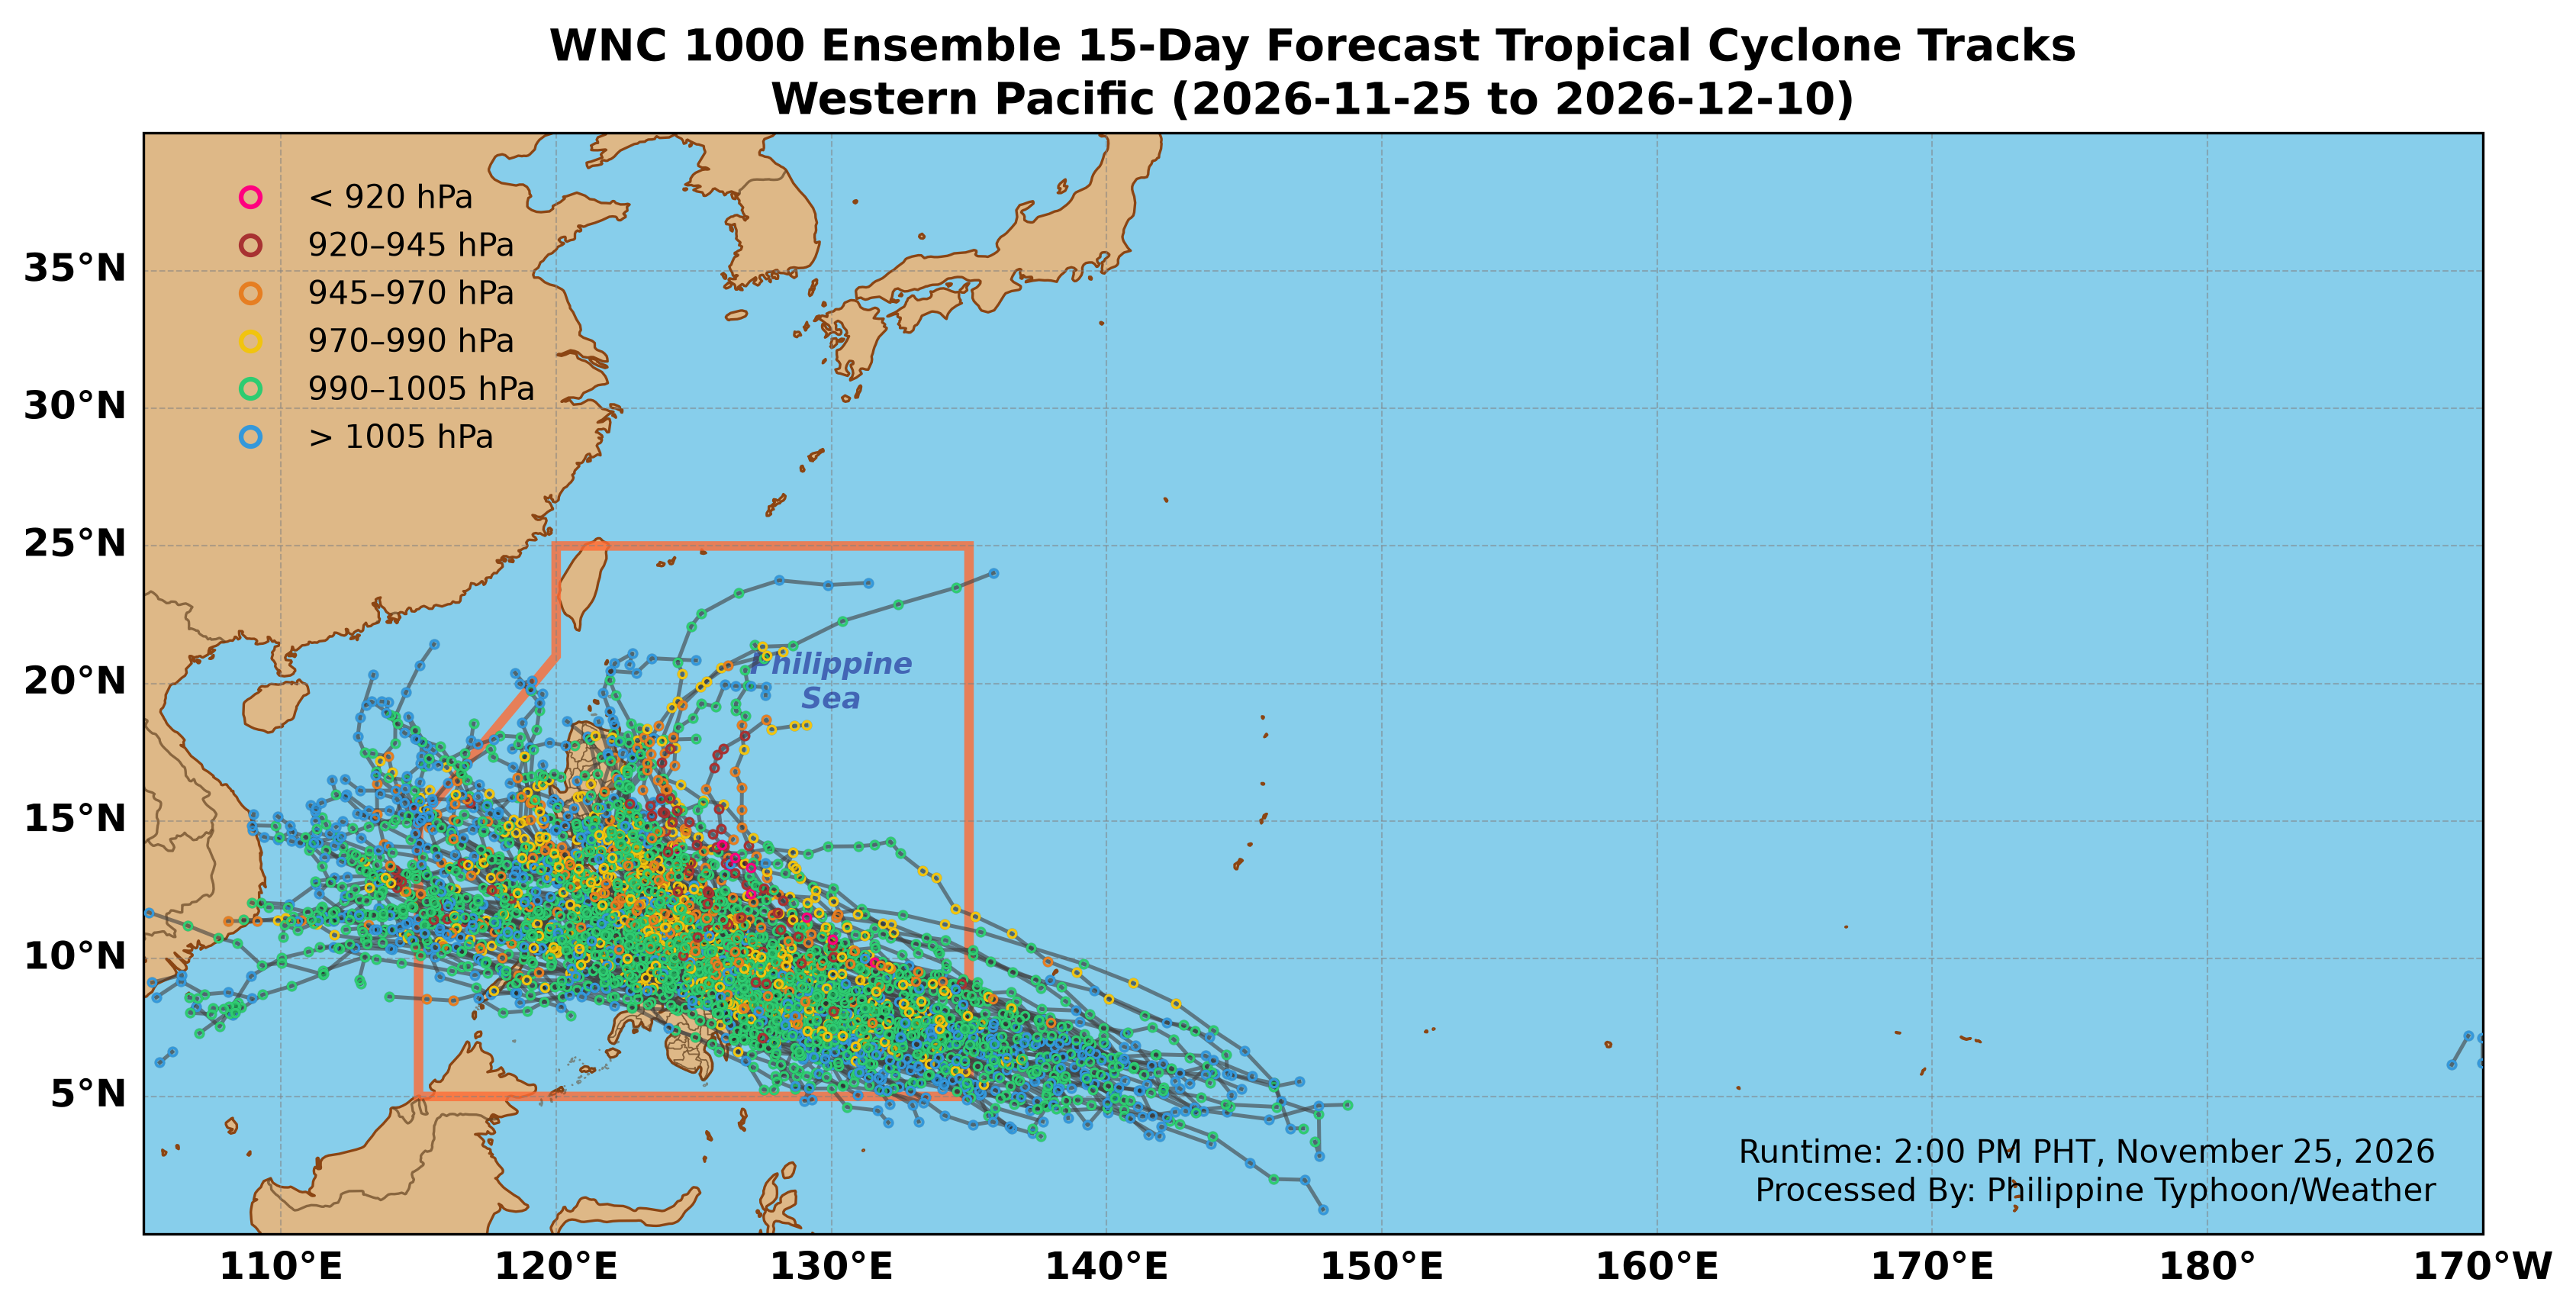 WNC 1000 Ensemble 15-Day Forecast Tropical Cyclone Tracks
Western Pacific (2026-11-25 to 2026-12-10)
< 920 hPa
920–945 hPa
945–970 hPa
970–990 hPa
990–1005 hPa
> 1005 hPa
35°N
30°N
25°N
20°N
15°N
10°N
5°N
Philippine
Sea
Runtime: 2:00 PM PHT, November 25, 2026
Processed By: Philippine Typhoon/Weather
110°E
120°E
130°E
140°E
150°E
160°E
170°E
180°
170°W